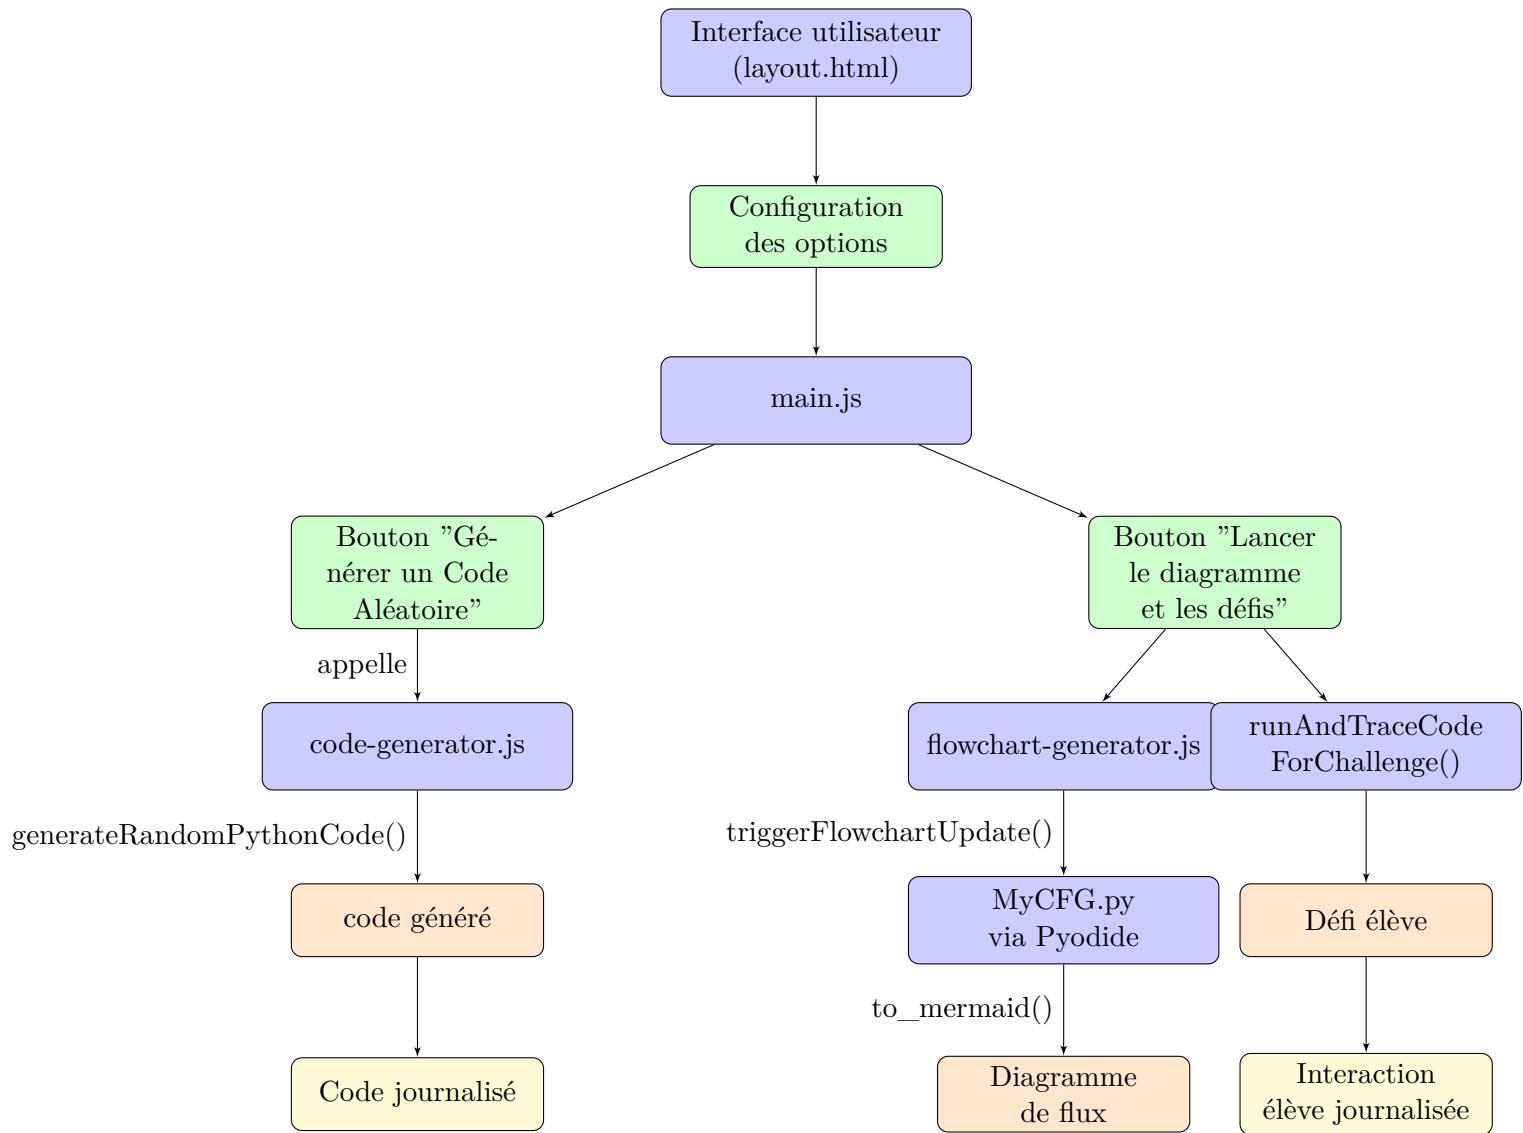 Interface utilisateur
(layout.html)
Configuration
des options
main.js
Bouton ”Gé-
nérer un Code
Aléatoire”
Bouton ”Lancer
le diagramme
et les défis”
appelle
code-generator.js
flowchart-generator.js
runAndTraceCode
ForChallenge()
generateRandomPythonCode()
triggerFlowchartUpdate()
code généré
MyCFG.py
via Pyodide
Défi élève
to_mermaid()
Code journalisé
Diagramme
de flux
Interaction
élève journalisée